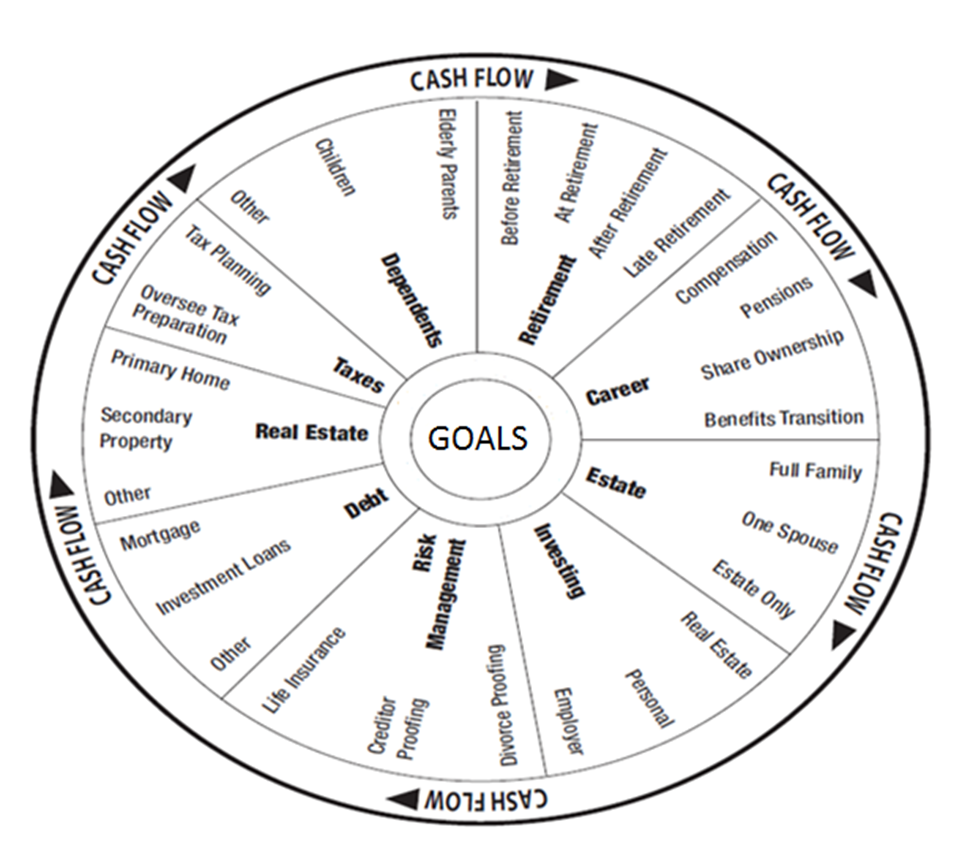 CASH FLOW
CASH FLOW
CASH FLOW
CASH FLOW
CASH FLOW
CASH FLOW
GOALS
Retirement
Before Retirement
At Retirement
After Retirement
Late Retirement
Career
Compensation
Pensions
Share Ownership
Benefits Transition
Estate
Full Family
One Spouse
Estate Only
Investing
Real Estate
Personal
Employer
Risk
Management
Divorce Proofing
Creditor
Proofing
Life Insurance
Debt
Other
Investment Loans
Mortgage
Real Estate
Other
Secondary
Property
Primary Home
Taxes
Oversee Tax
Preparation
Tax Planning
Dependents
Other
Children
Elderly Parents